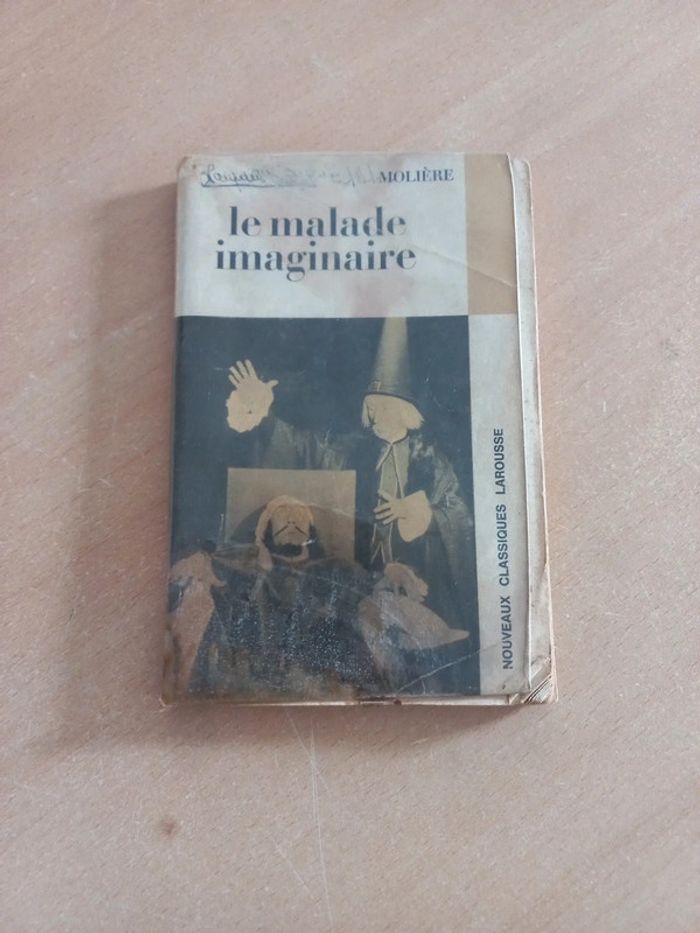 MOLIÈRE
le malade
imaginaire
NOUVEAUX CLASSIQUES LAROUSSE